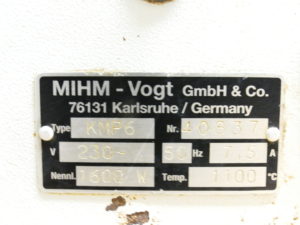 MIHM - Vogt GmbH & Co.
76131 Karlsruhe / Germany
Type KMP6 Nr. 40837
V 230~ 50 Hz 7.5 A
Nennl. 1600 W Temp. 1100 °C